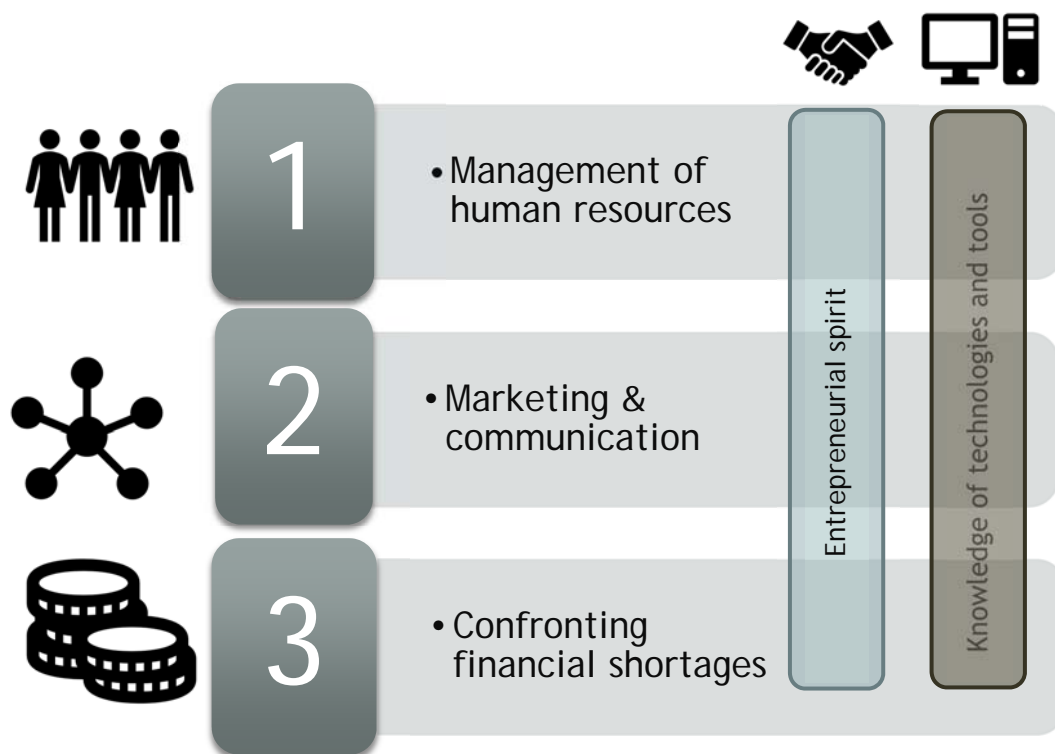 1
• Management of
human resources
2
• Marketing &
communication
3
• Confronting
financial shortages
Entrepreneurial spirit
Knowledge of technologies and tools